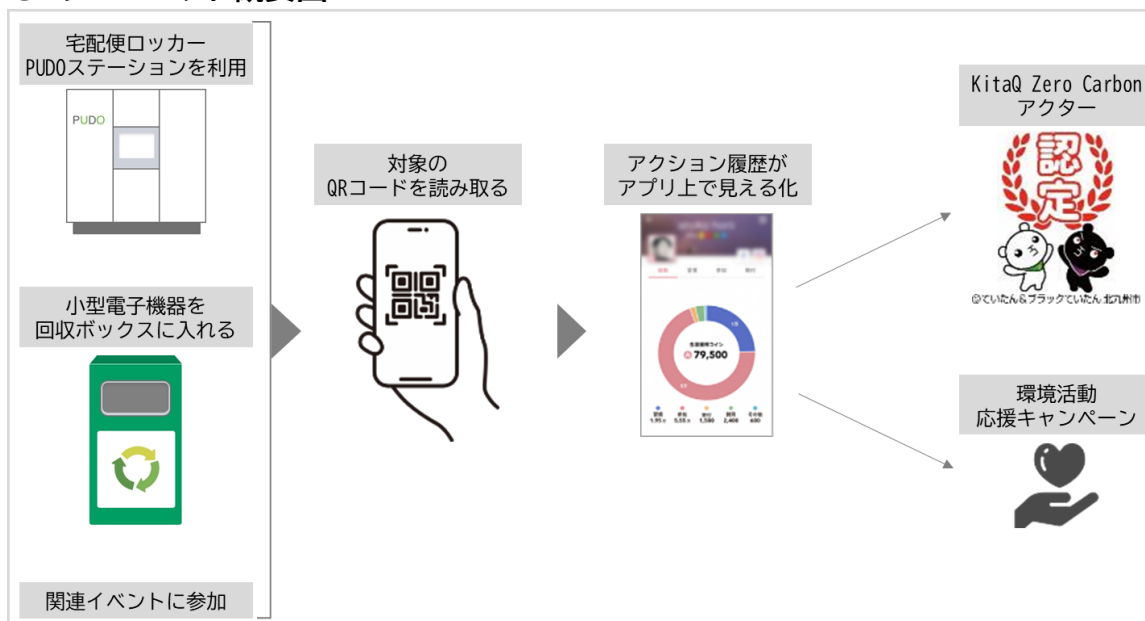 宅配便ロッカー
PUDOステーションを利用
PUDO
小型電子機器を
回収ボックスに入れる
関連イベントに参加
対象の
QRコードを読み取る
アクション履歴が
アプリ上で見える化
79,500
1,580
2,400
600
KitaQ Zero Carbon
アクター
認定
©ていたん&ブラックていたん 北九州市
環境活動
応援キャンペーン